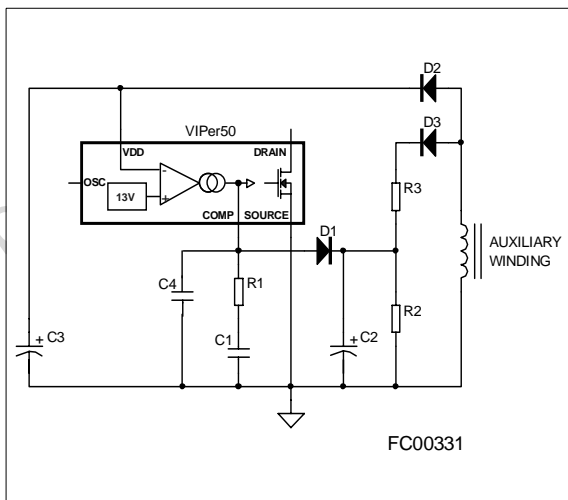 D2
D3
VIPer50
VDD
DRAIN
OSC
13V
-
+
COMP SOURCE
R3
D1
AUXILIARY
WINDING
C4
R1
R2
+
C3
C1
+
C2
FC00331